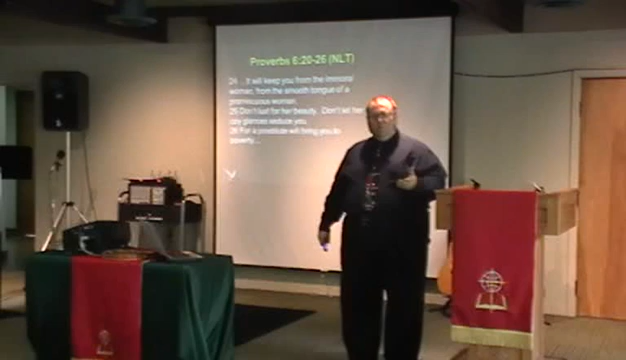 Proverbs 6:20-26 (NLT)
24 ... It will keep you from the immoral
woman, from the smooth tongue of a
promiscuous woman.
25 Don't lust for her beauty. Don't let her
coy glances seduce you.
26 For a prostitute will bring you to
poverty...